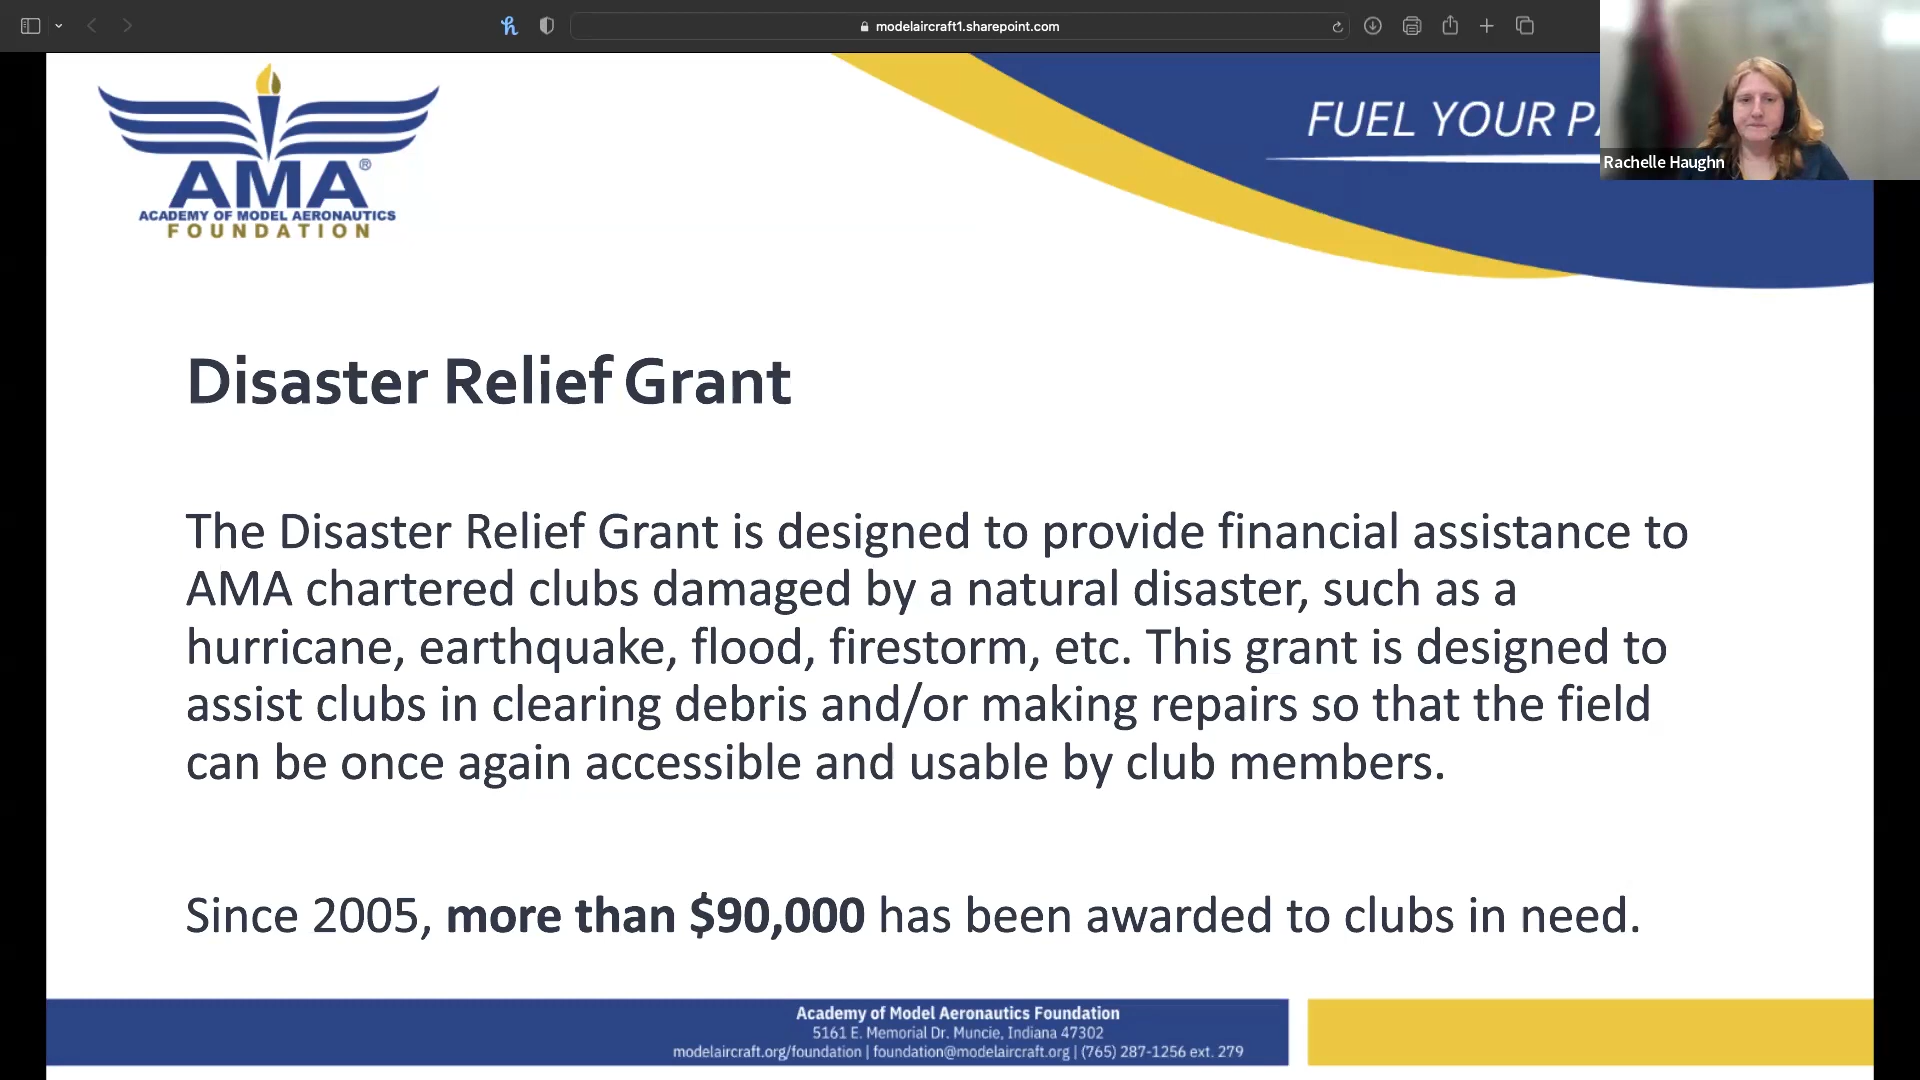 modelaircraft1.sharepoint.com
FUEL YOUR
Rachelle Haughn
AMA®
ACADEMY OF MODEL AERONAUTICS
FOUNDATION
Disaster Relief Grant
The Disaster Relief Grant is designed to provide financial assistance to
AMA chartered clubs damaged by a natural disaster, such as a
hurricane, earthquake, flood, firestorm, etc. This grant is designed to
assist clubs in clearing debris and/or making repairs so that the field
can be once again accessible and usable by club members.
Since 2005, more than $90,000 has been awarded to clubs in need.
Academy of Model Aeronautics Foundation
5161 E. Memorial Dr. Muncie, Indiana 47302
modelaircraft.org/foundation | foundation@modelaircraft.org | (765) 287-1256 ext. 279